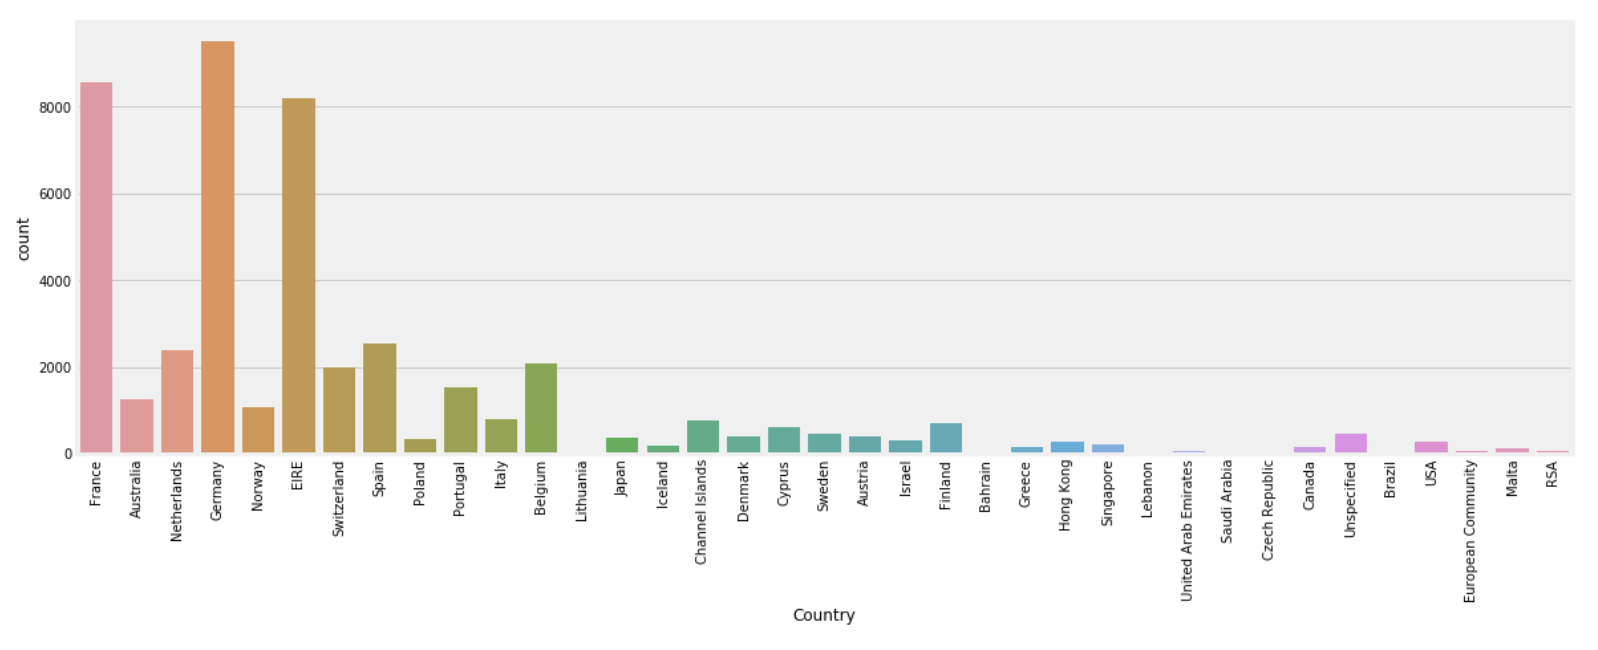 8000
6000
4000
2000
0
count
France
Australia
Netherlands
Germany
Norway
EIRE
Switzerland
Spain
Poland
Portugal
Italy
Belgium
Lithuania
Japan
Iceland
Channel Islands
Denmark
Cyprus
Sweden
Austria
Israel
Finland
Bahrain
Greece
Hong Kong
Singapore
Lebanon
United Arab Emirates
Saudi Arabia
Czech Republic
Canada
Unspecified
Brazil
USA
European Community
Malta
RSA
Country